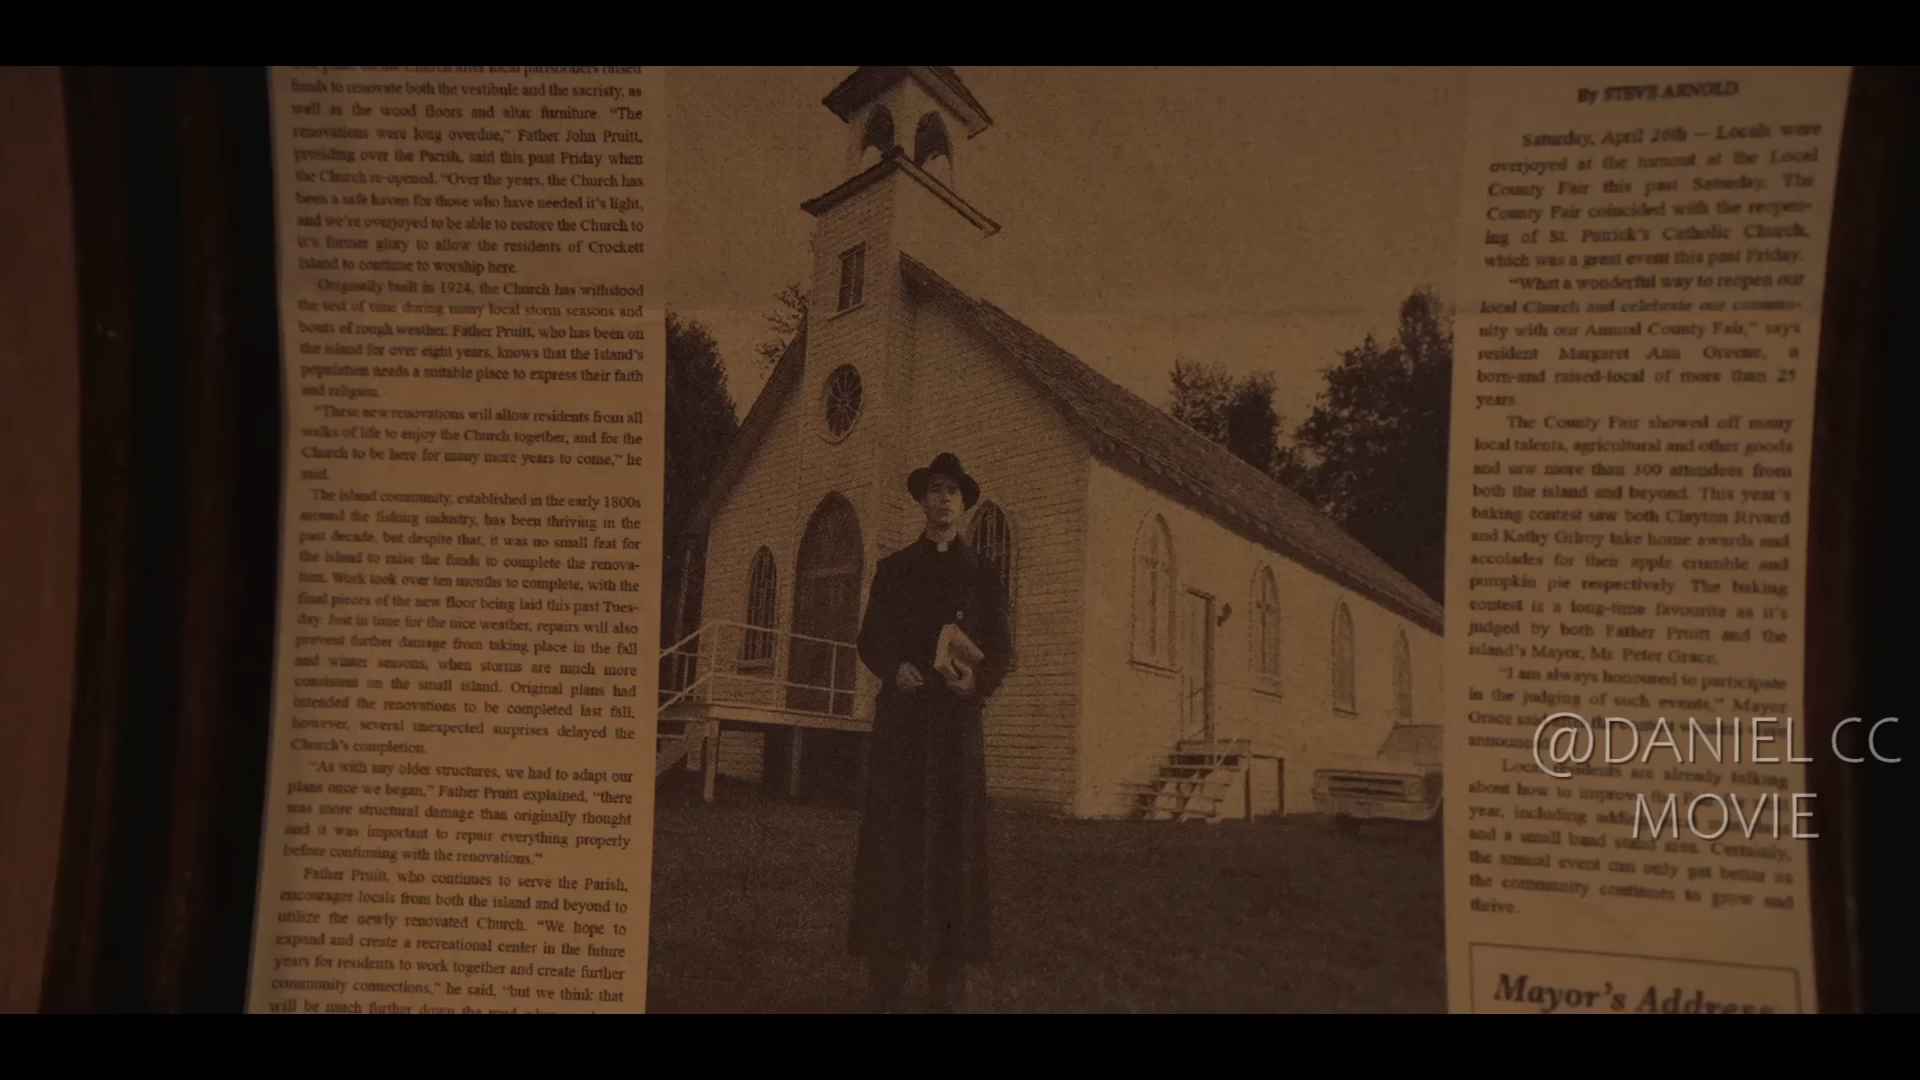 funds to renovate both the vestibule and the sacristy, as
well as the wood floors and altar furniture. “The
renovations were long overdue,” Father John Pruitt,
presiding over the Parish, said this past Friday when
the Church re-opened. “Over the years, the Church has
been a safe haven for those who have needed it's light,
and we're overjoyed to be able to restore the Church to
it's former glory to allow the residents of Crockett
Island to continue to worship here.
Originally built in 1924, the Church has withstood
the test of time during many local storm seasons and
bouts of rough weather. Father Pruitt, who has been on
the island for over eight years, knows that the Island's
population needs a suitable place to express their faith
and religion.
“These new renovations will allow residents from all
walks of life to enjoy the Church together, and for the
Church to be here for many more years to come,” he
said.
The island community, established in the early 1800s
around the fishing industry, has been thriving in the
past decade, but despite that, it was no small feat for
the island to raise the funds to complete the renova-
tion. Work took over ten months to complete, with the
final pieces of the new floor being laid this past Tues-
day. Just in time for the nice weather, repairs will also
prevent further damage from taking place in the fall
and winter seasons, when storms are much more
consistent on the small island. Original plans had
intended the renovations to be completed last fall,
however, several unexpected surprises delayed the
Church's completion.
“As with any older structures, we had to adapt our
plans once we began,” Father Pruitt explained, “there
was more structural damage than originally thought
and it was important to repair everything properly
before continuing with the renovations.”
Father Pruitt, who continues to serve the Parish,
encourages locals from both the island and beyond to
utilize the newly renovated Church. “We hope to
expand and create a recreational center in the future
years for residents to work together and create further
community connections,” he said, “but we think that
will be much further down the road
By STEVE ARNOLD
Saturday, April 26th — Locals were
overjoyed at the turnout at the Local
County Fair this past Saturday. The
County Fair coincided with the reopen-
ing of St. Patrick's Catholic Church,
which was a great event this past Friday.
“What a wonderful way to reopen our
local Church and celebrate our commu-
nity with our Annual County Fair,” says
resident Margaret Ann Greene, a
born-and raised-local of more than 25
years.
The County Fair showed off many
local talents, agricultural and other goods
and saw more than 300 attendees from
both the island and beyond. This year's
baking contest saw both Clayton Rivard
and Kathy Gilroy take home awards and
accolades for their apple crumble and
pumpkin pie respectively. The baking
contest is a long-time favourite as it's
judged by both Father Pruitt and the
island's Mayor, Mr. Peter Grace.
“I am always honoured to participate
in the judging of such events,” Mayor
Grace
Local residents are already talking
about how to improve the
year, including
and a small band stand area. Certainly,
the annual event can only get better as
the community continues to grow and
thrive.
Mayor's Address
@DANIEL CC
MOVIE